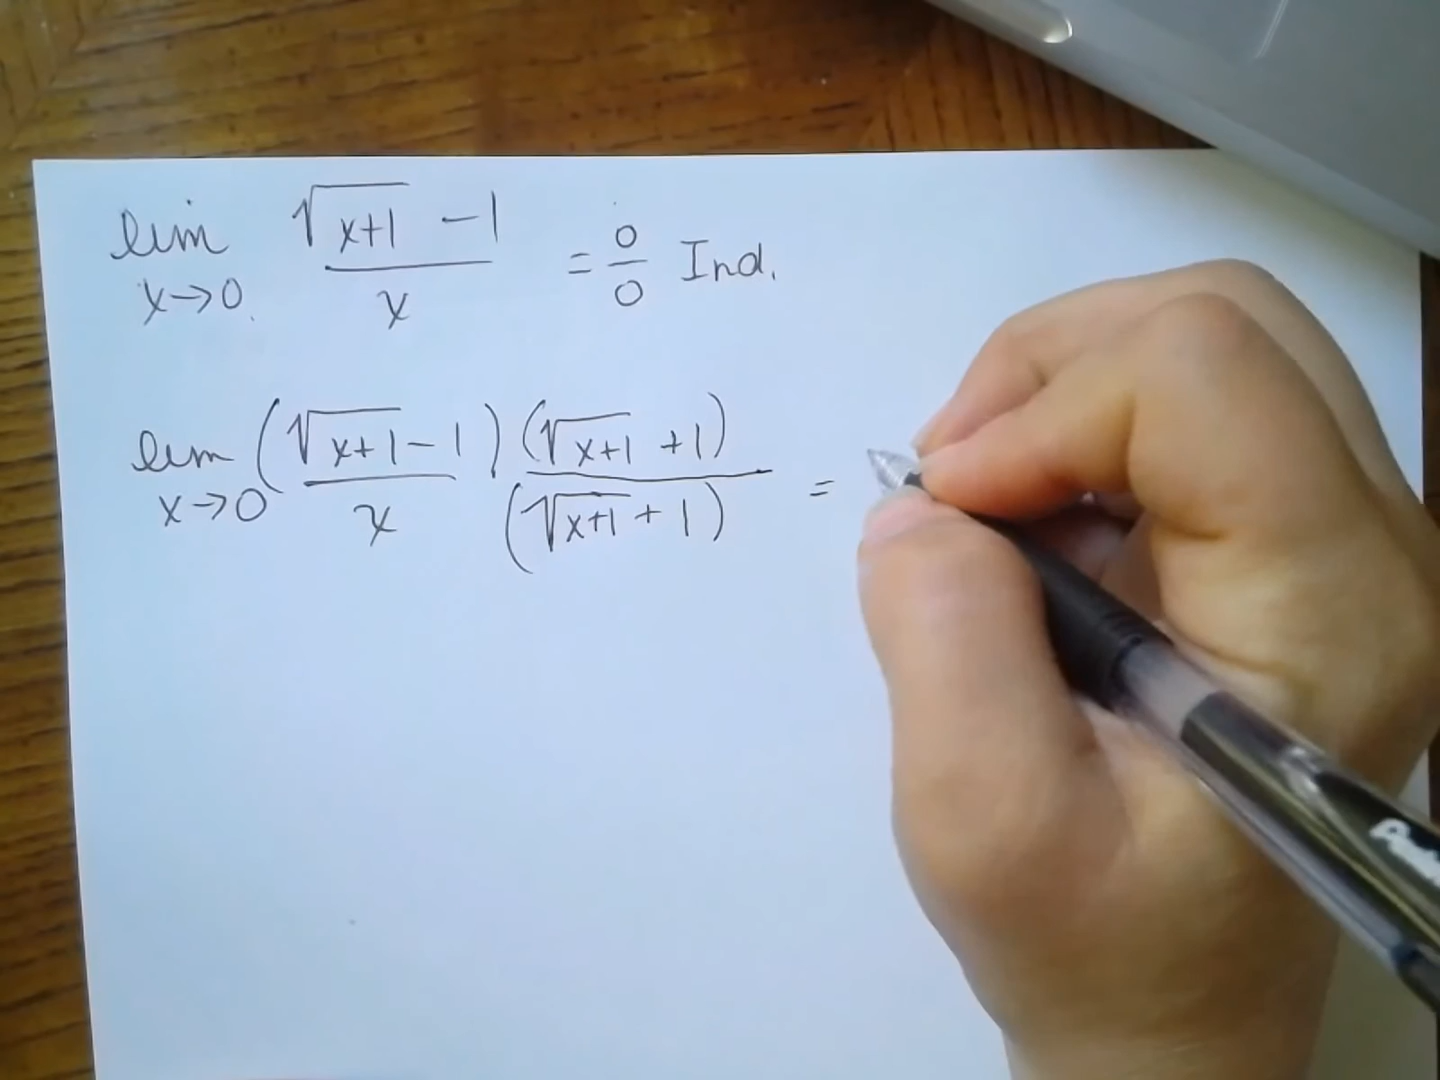 lim x→0 (√(x+1) - 1)/x = 0/0 Ind.
lim x→0 ((√(x+1) - 1)/x) (√(x+1) + 1)/(√(x+1) + 1) =